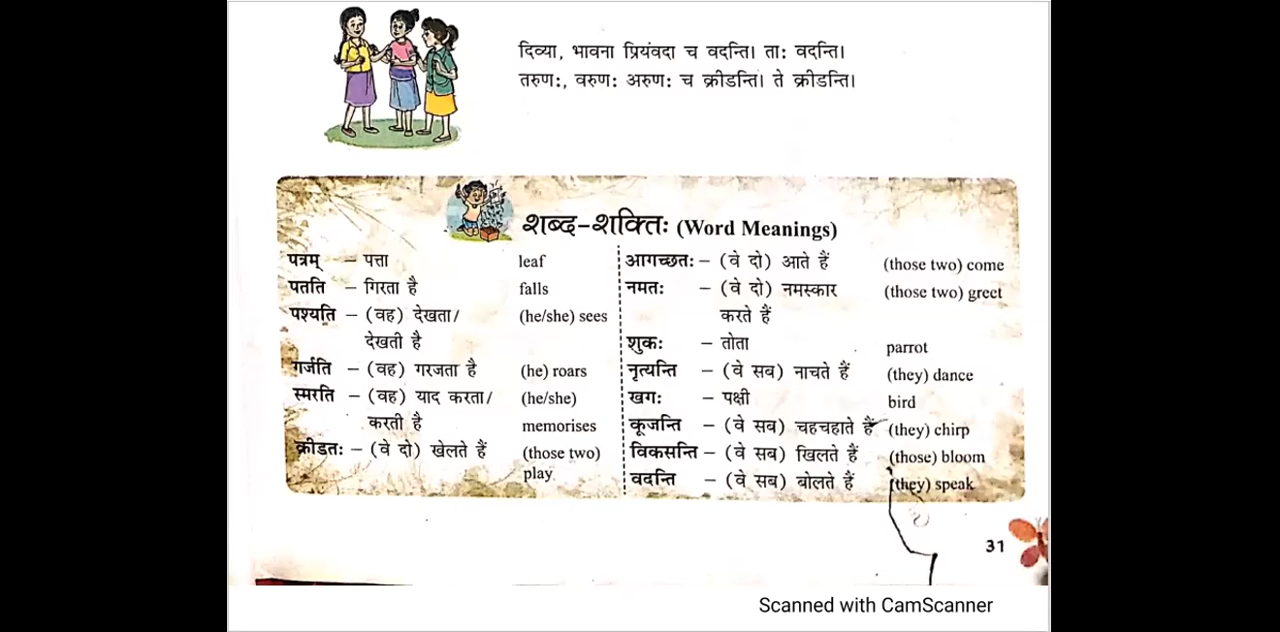 दिव्या, भावना प्रियंवदा च वदन्ति। ताः वदन्ति।
तरुणः, वरुणः अरुणः च क्रीडन्ति। ते क्रीडन्ति।
शब्द-शक्तिः (Word Meanings)
पत्रम् – पत्ता leaf
पतति – गिरता है falls
पश्यति – (वह) देखता/ (he/she) sees
देखती है
गर्जति – (वह) गरजता है (he) roars
स्मरति – (वह) याद करता/ (he/she)
करती है memorises
क्रीडतः – (वे दो) खेलते हैं (those two)
play
आगच्छतः – (वे दो) आते हैं (those two) come
नमतः – (वे दो) नमस्कार (those two) greet
करते हैं
शुकः – तोता parrot
नृत्यन्ति – (वे सब) नाचते हैं (they) dance
खगः – पक्षी bird
कूजन्ति – (वे सब) चहचहाते हैं (they) chirp
विकसन्ति – (वे सब) खिलते हैं (those) bloom
वदन्ति – (वे सब) बोलते हैं (they) speak
31
Scanned with CamScanner